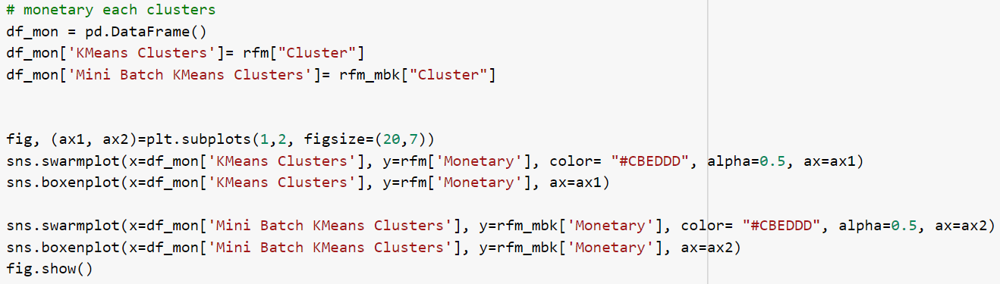 # monetary each clusters
df_mon = pd.DataFrame()
df_mon['KMeans Clusters']= rfm["Cluster"]
df_mon['Mini Batch KMeans Clusters']= rfm_mbk["Cluster"]
fig, (ax1, ax2)=plt.subplots(1,2, figsize=(20,7))
sns.swarmplot(x=df_mon['KMeans Clusters'], y=rfm['Monetary'], color= "#CBEDDD", alpha=0.5, ax=ax1)
sns.boxenplot(x=df_mon['KMeans Clusters'], y=rfm['Monetary'], ax=ax1)
sns.swarmplot(x=df_mon['Mini Batch KMeans Clusters'], y=rfm_mbk['Monetary'], color= "#CBEDDD", alpha=0.5, ax=ax2)
sns.boxenplot(x=df_mon['Mini Batch KMeans Clusters'], y=rfm_mbk['Monetary'], ax=ax2)
fig.show()